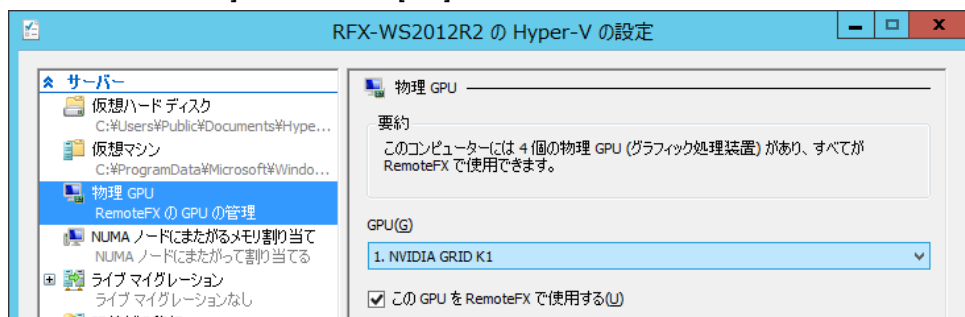 RFX-WS2012R2 の Hyper-V の設定
サーバー
仮想ハード ディスク
C:¥Users¥Public¥Documents¥Hype...
仮想マシン
C:¥ProgramData¥Microsoft¥Windo...
物理 GPU
RemoteFX の GPU の管理
NUMA ノードにまたがるメモリ割り当て
NUMA ノードにまたがって割り当てる
ライブ マイグレーション
ライブ マイグレーションなし
物理 GPU
要約
このコンピューターには 4 個の物理 GPU (グラフィック処理装置) があり、すべてが
RemoteFX で使用できます。
GPU(G)
1. NVIDIA GRID K1
この GPU を RemoteFX で使用する(U)